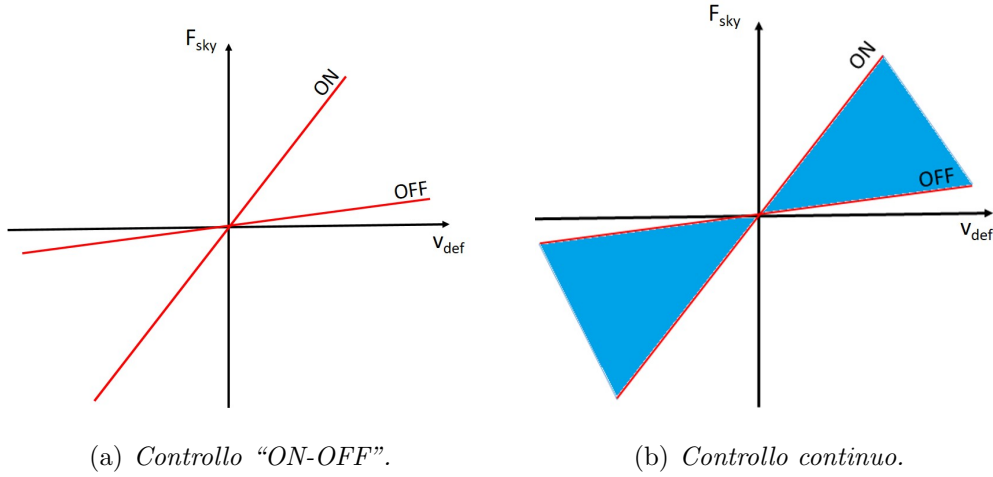 F_sky
ON
OFF
v_def
(a) Controllo “ON-OFF”.
F_sky
ON
OFF
v_def
(b) Controllo continuo.